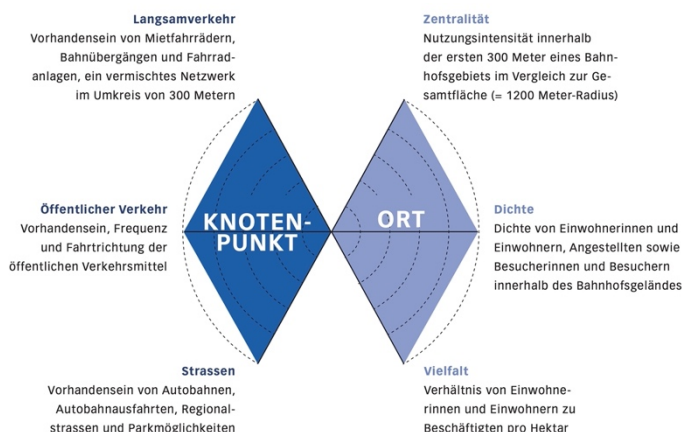 Langsamverkehr
Vorhandensein von Mietfahrrädern,
Bahnübergängen und Fahrrad-
anlagen, ein vermischtes Netzwerk
im Umkreis von 300 Metern
Zentralität
Nutzungsintensität innerhalb
der ersten 300 Meter eines Bahn-
hofsgebiets im Vergleich zur Ge-
samtfläche (= 1200 Meter-Radius)
Öffentlicher Verkehr
Vorhandensein, Frequenz
und Fahrtrichtung der
öffentlichen Verkehrsmittel
KNOTEN-
PUNKT
ORT
Dichte
Dichte von Einwohnerinnen und
Einwohnern, Angestellten sowie
Besucherinnen und Besuchern
innerhalb des Bahnhofsgeländes
Strassen
Vorhandensein von Autobahnen,
Autobahnausfahrten, Regional-
strassen und Parkmöglichkeiten
Vielfalt
Verhältnis von Einwohne-
rinnen und Einwohnern zu
Beschäftigten pro Hektar